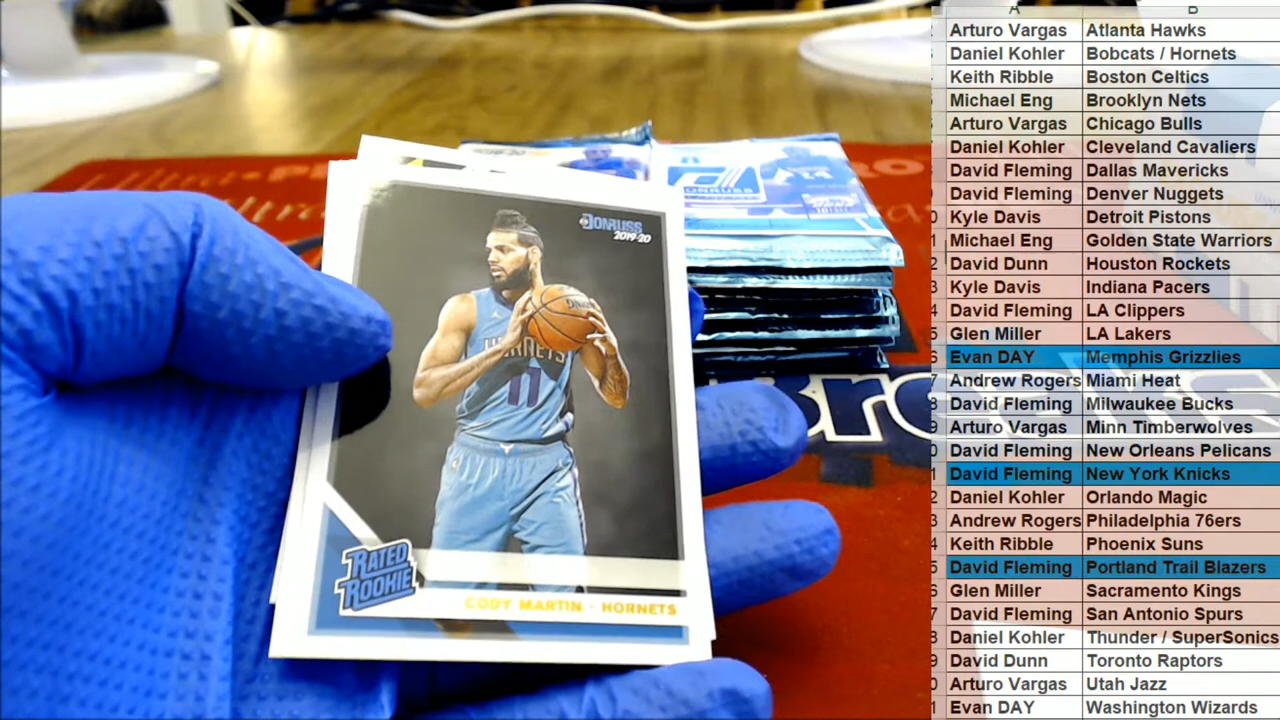 DONRUSS
2019-20
HORNETS
11
RATED
ROOKIE
CODY MARTIN - HORNETS
DONRUSS
Breaks
A B
Arturo Vargas Atlanta Hawks
Daniel Kohler Bobcats / Hornets
Keith Ribble Boston Celtics
Michael Eng Brooklyn Nets
Arturo Vargas Chicago Bulls
Daniel Kohler Cleveland Cavaliers
David Fleming Dallas Mavericks
David Fleming Denver Nuggets
Kyle Davis Detroit Pistons
Michael Eng Golden State Warriors
David Dunn Houston Rockets
Kyle Davis Indiana Pacers
David Fleming LA Clippers
Glen Miller LA Lakers
Evan DAY Memphis Grizzlies
Andrew Rogers Miami Heat
David Fleming Milwaukee Bucks
Arturo Vargas Minn Timberwolves
David Fleming New Orleans Pelicans
David Fleming New York Knicks
Daniel Kohler Orlando Magic
Andrew Rogers Philadelphia 76ers
Keith Ribble Phoenix Suns
David Fleming Portland Trail Blazers
Glen Miller Sacramento Kings
David Fleming San Antonio Spurs
Daniel Kohler Thunder / SuperSonics
David Dunn Toronto Raptors
Arturo Vargas Utah Jazz
Evan DAY Washington Wizards